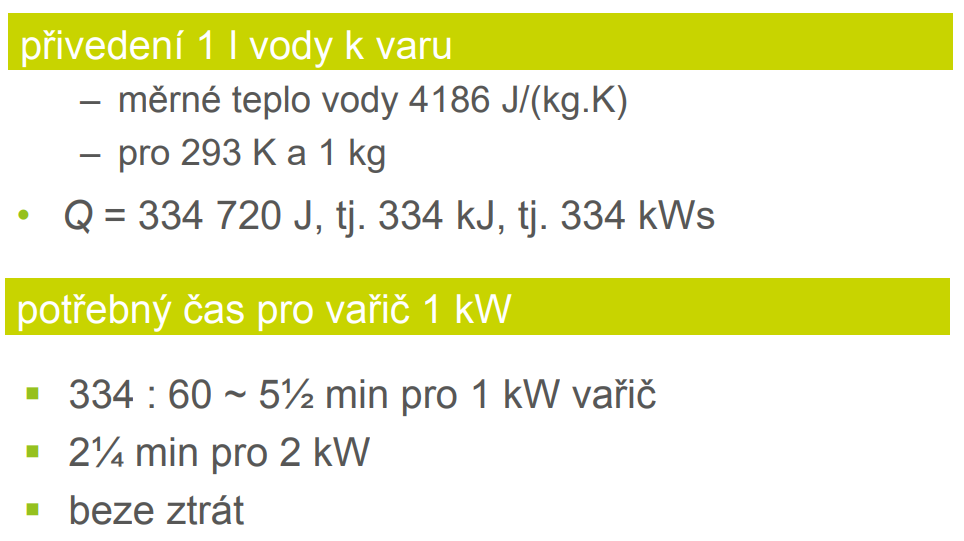 přivedení 1 l vody k varu
– měrné teplo vody 4186 J/(kg.K)
– pro 293 K a 1 kg
• Q = 334 720 J, tj. 334 kJ, tj. 334 kWs
potřebný čas pro vařič 1 kW
▪ 334 : 60 ~ 5½ min pro 1 kW vařič
▪ 2¼ min pro 2 kW
▪ beze ztrát